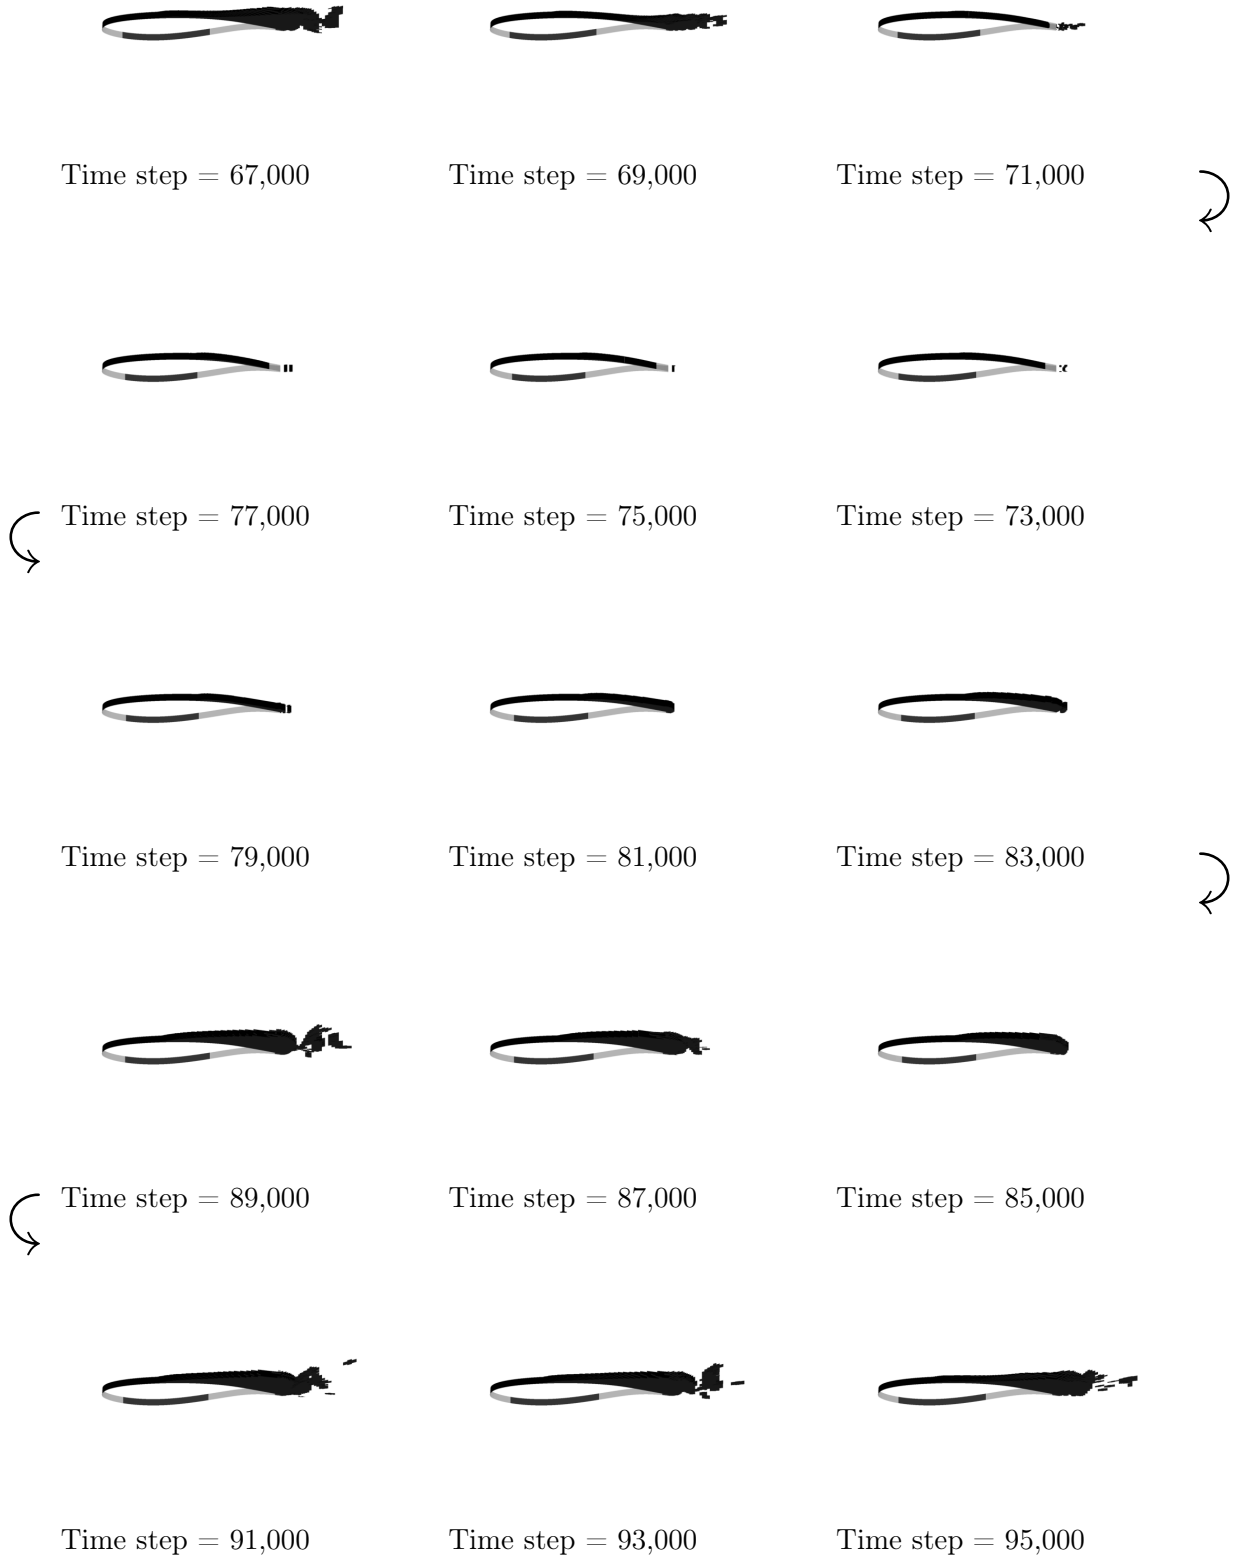 Time step = 67,000 Time step = 69,000 Time step = 71,000
Time step = 77,000 Time step = 75,000 Time step = 73,000
Time step = 79,000 Time step = 81,000 Time step = 83,000
Time step = 89,000 Time step = 87,000 Time step = 85,000
Time step = 91,000 Time step = 93,000 Time step = 95,000